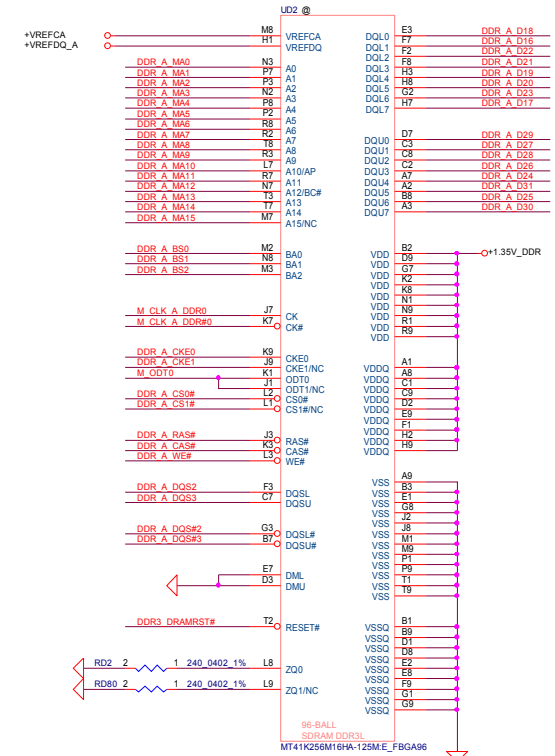 UD2 @
+VREFCA M8 VREFCA
+VREFDQ_A H1 VREFDQ
DDR_A_MA0 N3 A0
DDR_A_MA1 P7 A1
DDR_A_MA2 P3 A2
DDR_A_MA3 N2 A3
DDR_A_MA4 P8 A4
DDR_A_MA5 P2 A5
DDR_A_MA6 R8 A6
DDR_A_MA7 R2 A7
DDR_A_MA8 T8 A8
DDR_A_MA9 R3 A9
DDR_A_MA10 L7 A10/AP
DDR_A_MA11 R7 A11
DDR_A_MA12 N7 A12/BC#
DDR_A_MA13 T3 A13
DDR_A_MA14 T7 A14
DDR_A_MA15 M7 A15/NC
DDR_A_BS0 M2 BA0
DDR_A_BS1 N8 BA1
DDR_A_BS2 M3 BA2
M_CLK_A_DDR0 J7 CK
M_CLK_A_DDR#0 K7 CK#
DDR_A_CKE0 K9 CKE0
DDR_A_CKE1 J9 CKE1/NC
M_ODT0 K1 ODT0
J1 ODT1/NC
DDR_A_CS0# L2 CS0#
DDR_A_CS1# L1 CS1#/NC
DDR_A_RAS# J3 RAS#
DDR_A_CAS# K3 CAS#
DDR_A_WE# L3 WE#
DDR_A_DQS2 F3 DQSL
DDR_A_DQS3 C7 DQSU
DDR_A_DQS#2 G3 DQSL#
DDR_A_DQS#3 B7 DQSU#
E7 DML
D3 DMU
DDR3_DRAMRST# T2 RESET#
RD2 2 1 240_0402_1% L8 ZQ0
RD80 2 1 240_0402_1% L9 ZQ1/NC
DQL0 E3 DDR_A_D18
DQL1 F7 DDR_A_D16
DQL2 F2 DDR_A_D22
DQL3 F8 DDR_A_D21
DQL4 H3 DDR_A_D19
DQL5 H8 DDR_A_D20
DQL6 G2 DDR_A_D23
DQL7 H7 DDR_A_D17
DQU0 D7 DDR_A_D29
DQU1 C3 DDR_A_D27
DQU2 C8 DDR_A_D28
DQU3 C2 DDR_A_D26
DQU4 A7 DDR_A_D24
DQU5 A2 DDR_A_D31
DQU6 B8 DDR_A_D25
DQU7 A3 DDR_A_D30
VDD B2 +1.35V_DDR
VDD D9
VDD G7
VDD K2
VDD K8
VDD N1
VDD N9
VDD R1
VDD R9
VDDQ A1
VDDQ A8
VDDQ C1
VDDQ C9
VDDQ D2
VDDQ E9
VDDQ F1
VDDQ H2
VDDQ H9
VSS A9
VSS B3
VSS E1
VSS G8
VSS J2
VSS J8
VSS M1
VSS M9
VSS P1
VSS P9
VSS T1
VSS T9
VSSQ B1
VSSQ B9
VSSQ D1
VSSQ D8
VSSQ E2
VSSQ E8
VSSQ F9
VSSQ G1
VSSQ G9
96-BALL
SDRAM DDR3L
MT41K256M16HA-125M:E_FBGA96